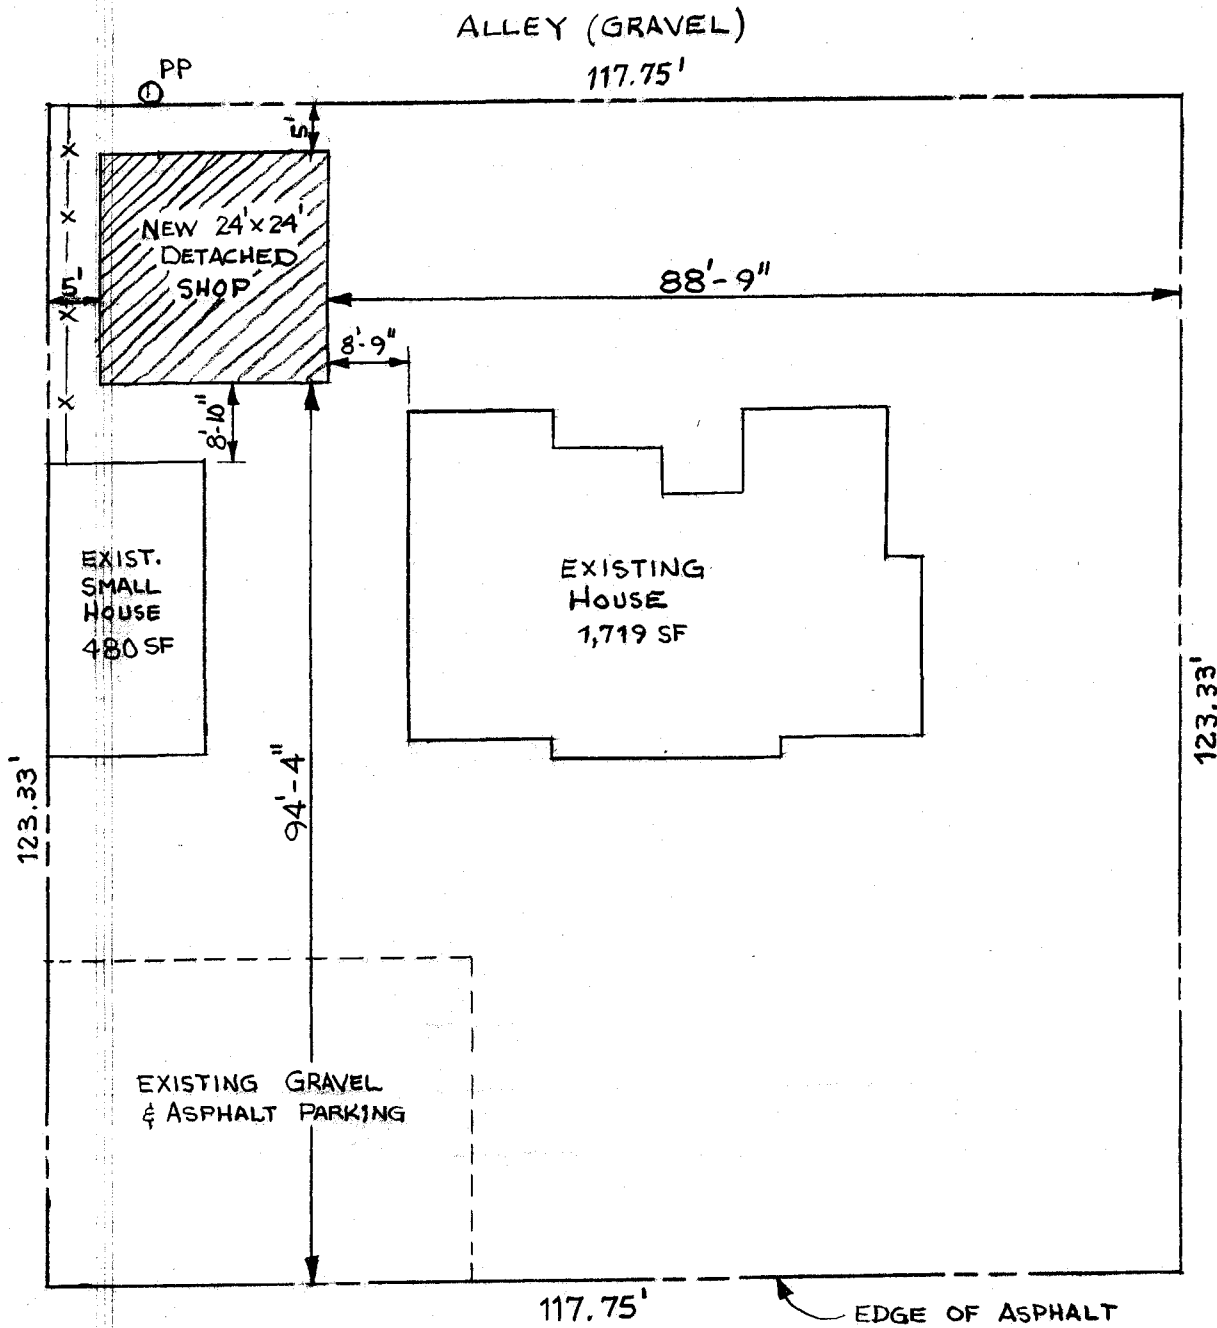 ALLEY (GRAVEL)
117.75'
PP
5'
NEW 24'x24'
DETACHED
SHOP
5'
88'-9"
8'-9"
8'-10"
EXIST.
SMALL
HOUSE
480 SF
EXISTING
HOUSE
1,719 SF
123.33'
123.33'
94'-4"
EXISTING GRAVEL
& ASPHALT PARKING
117.75'
EDGE OF ASPHALT